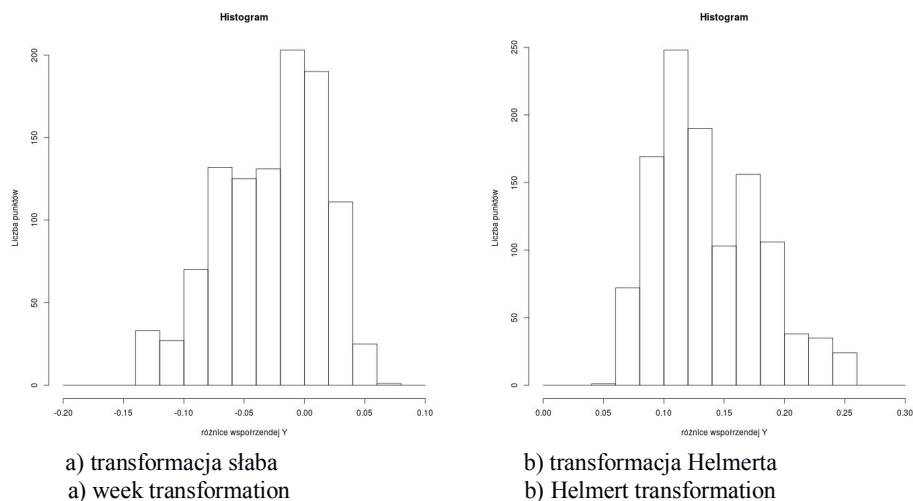 Histogram
Liczba punktów
200
150
100
50
0
-0.20 -0.15 -0.10 -0.05 0.00 0.05 0.10
różnice wspołrzendej Y
a) transformacja słaba
a) week transformation
Histogram
Liczba punktów
250
200
150
100
50
0
0.00 0.05 0.10 0.15 0.20 0.25 0.30
różnice wspołrzendej Y
b) transformacja Helmerta
b) Helmert transformation